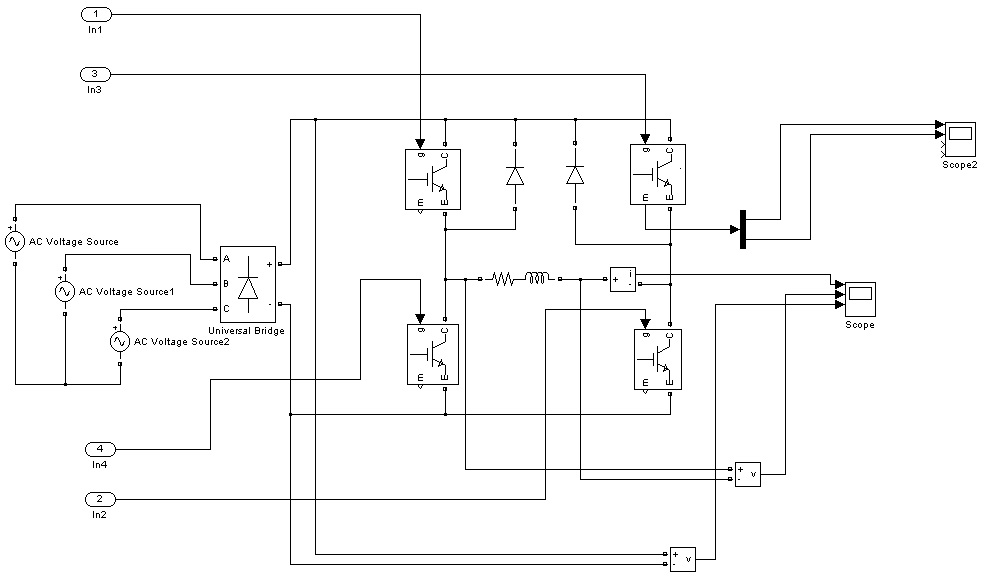 1
In1
3
In3
g
C
m
E
g
C
m
E
Scope2
+
AC Voltage Source
+
AC Voltage Source1
+
AC Voltage Source2
A
B
C
+
-
Universal Bridge
+
i
-
Scope
g
C
m
E
g
C
m
E
4
In4
2
In2
+
-
v
+
-
v